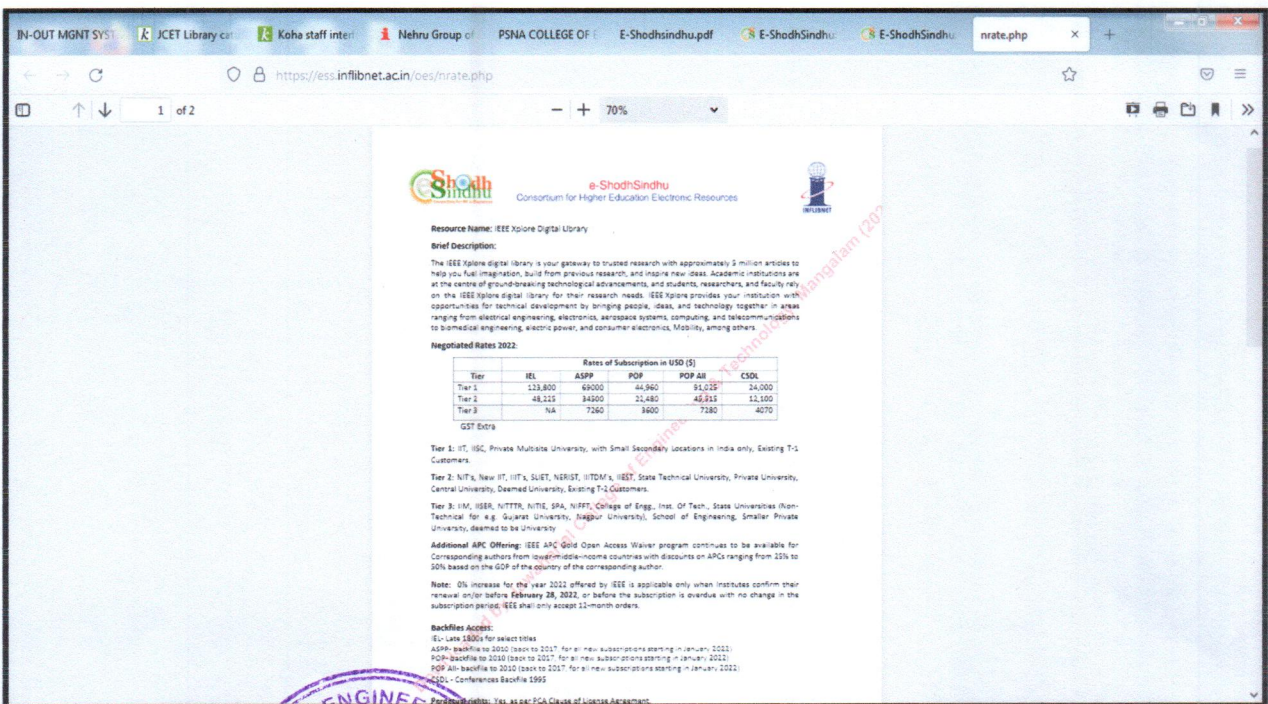 IN-OUT MGNT SYST
JCET Library cat
Koha staff interf
Nehru Group of
PSNA COLLEGE OF E
E-Shodhsindhu.pdf
E-ShodhSindhu:
E-ShodhSindhu
nrate.php
https://ess.inflibnet.ac.in/oes/nrate.php
1 of 2
70%
e-Shodh Sindhu
e-ShodhSindhu
Consortium for Higher Education Electronic Resources
INFLIBNET
Resource Name: IEEE Xplore Digital Library
Brief Description:
The IEEE Xplore digital library is your gateway to trusted research with approximately 5 million articles to
help you fuel imagination, build from previous research, and inspire new ideas. Academic institutions are
at the centre of ground-breaking technological advancements, and students, researchers, and faculty rely
on the IEEE Xplore digital library for their research needs. IEEE Xplore provides your institution with
opportunities for technical development by bringing people, ideas, and technology together in areas
ranging from electrical engineering, electronics, aerospace systems, computing, and telecommunications
to biomedical engineering, electric power, and consumer electronics, Mobility, among others.
Negotiated Rates 2022:
Rates of Subscription in USD ($)
Tier IEL ASPP POP POP All CSDL
Tier 1 123,800 69000 44,960 91,025 24,000
Tier 2 48,225 34500 22,480 12,100
Tier 3 NA 7260 3600 7280 4070
GST Extra
Tier 1: IIT, IISC, Private Multisite University, with Small Secondary Locations in India only, Existing T-1
Customers.
Tier 2: NIT's, New IIT, IIIT's, SLIET, NERIST, IIITDM's, IIEST, State Technical University, Private University,
Central University, Deemed University, Existing T-2 Customers.
Tier 3: IIM, IISER, NITTTR, NITIE, SPA, NIFFT, College of Engg., Inst. Of Tech., State Universities (Non-
Technical for e.g. Gujarat University, Nagpur University), School of Engineering, Smaller Private
University, deemed to be University
Additional APC Offering: IEEE APC Gold Open Access Waiver program continues to be available for
Corresponding authors from lower-middle-income countries with discounts on APCs ranging from 25% to
50% based on the GDP of the country of the corresponding author.
Note: 0% increase for the year 2022 offered by IEEE is applicable only when Institutes confirm their
renewal on/or before February 28, 2022, or before the subscription is overdue with no change in the
subscription period. IEEE shall only accept 12-month orders.
Backfiles Access:
IEL- Late 1800s for select titles
ASPP- backfile to 2010 (back to 2017, for all new subscriptions starting in January 2022)
POP- backfile to 2010 (back to 2017, for all new subscriptions starting in January 2022)
POP All- backfile to 2010 (back to 2017, for all new subscriptions starting in January 2022)
CSDL - Conferences Backfile 1995
Perpetual rights: Yes, as per PCA Clause of License Agreement.